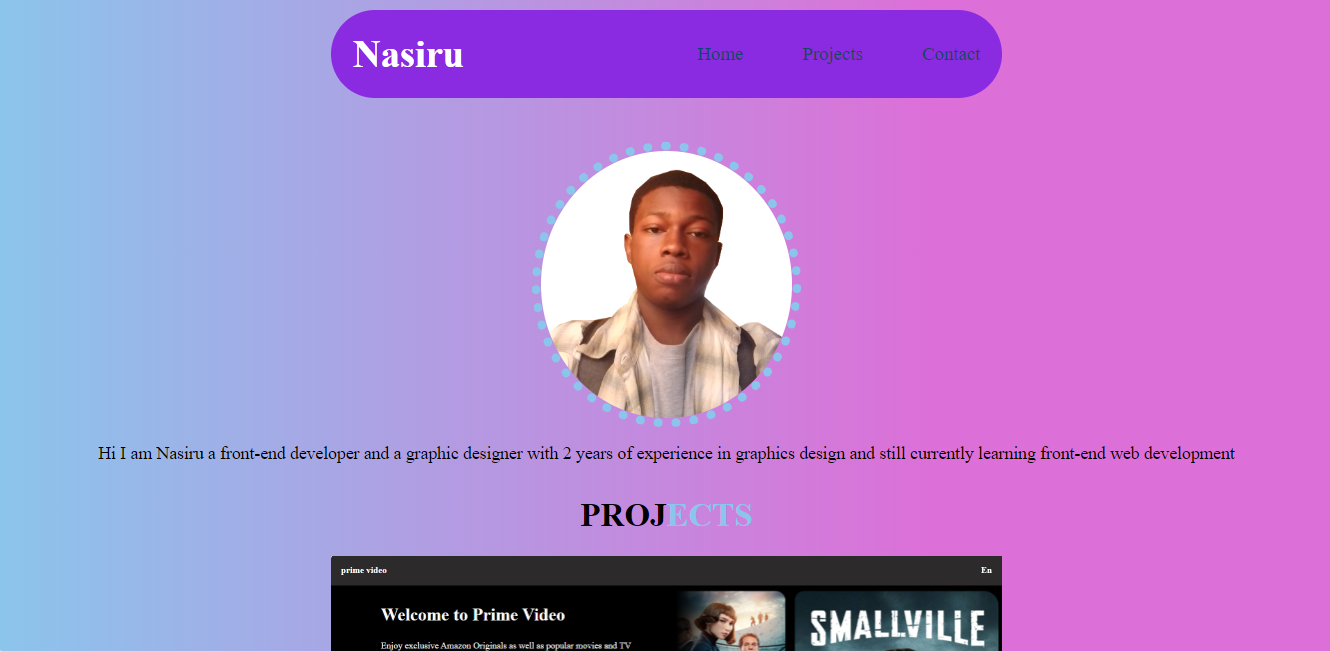 Nasiru
Home Projects Contact
Hi I am Nasiru a front-end developer and a graphic designer with 2 years of experience in graphics design and still currently learning front-end web development
PROJECTS
prime video
En
Welcome to Prime Video
SMALLVILLE
Enjoy exclusive Amazon Originals as well as popular movies and TV